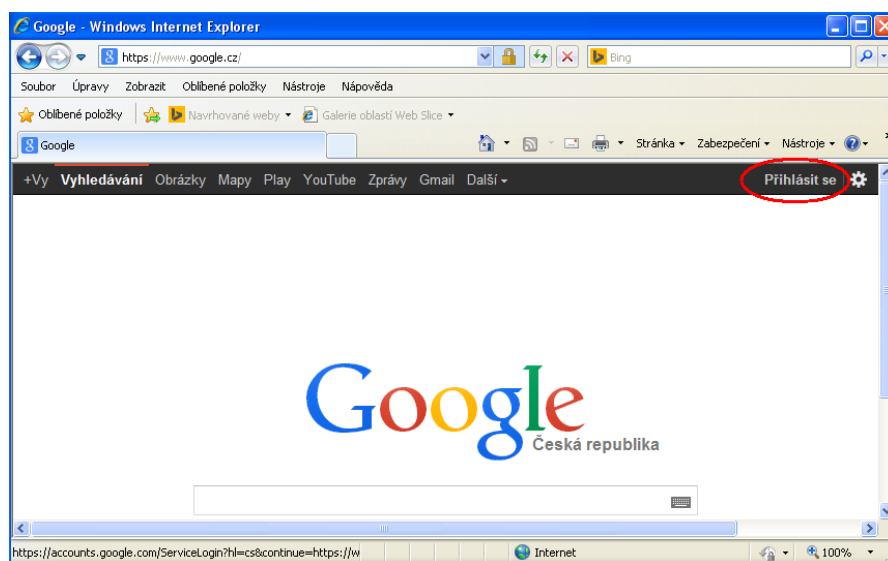 Google - Windows Internet Explorer
https://www.google.cz/
Bing
Soubor Úpravy Zobrazit Oblíbené položky Nástroje Nápověda
Oblíbené položky Navrhované weby Galerie oblastí Web Slice
Google Stránka Zabezpečení Nástroje
+Vy Vyhledávání Obrázky Mapy Play YouTube Zprávy Gmail Další Přihlásit se
Google
Česká republika
https://accounts.google.com/ServiceLogin?hl=cs&continue=https://w Internet 100%